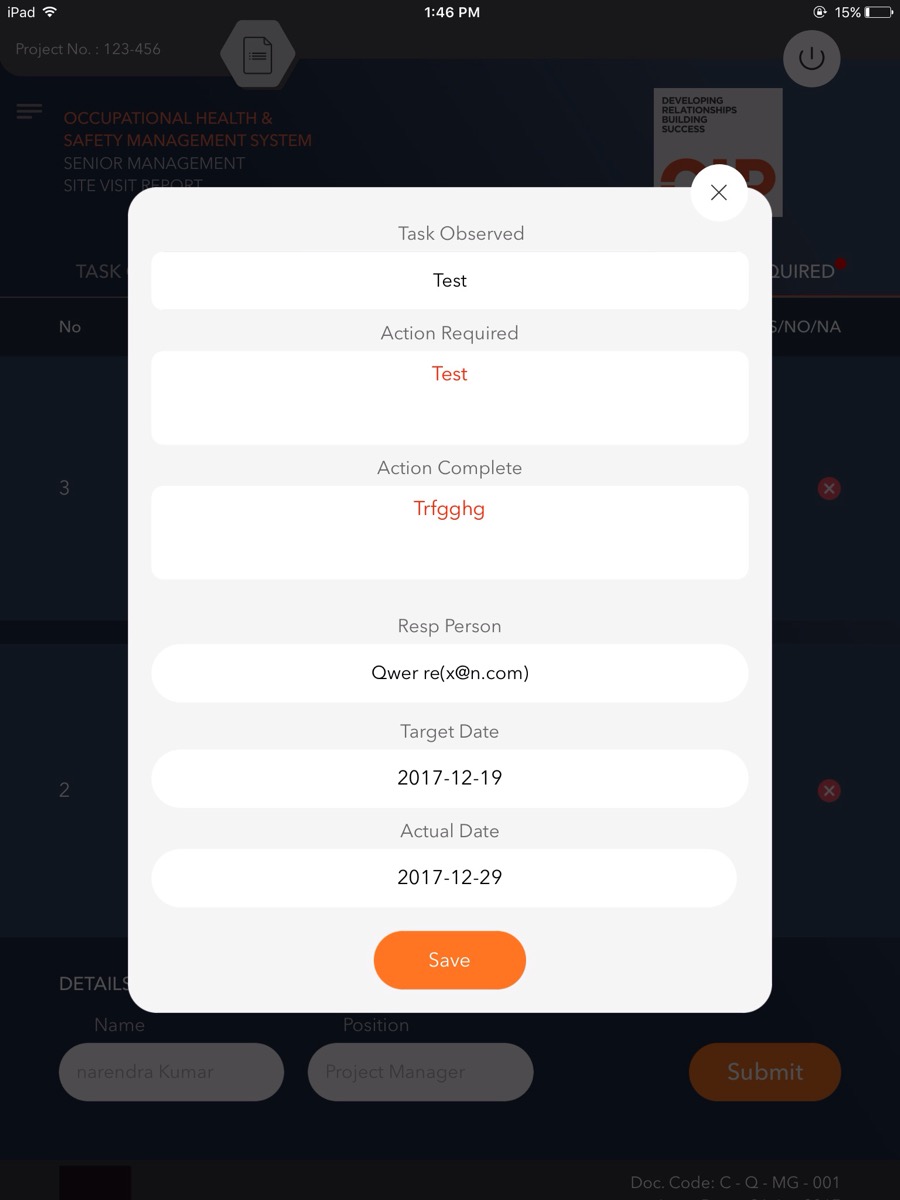 iPad 1:46 PM 15%
Project No. : 123-456
OCCUPATIONAL HEALTH &
SAFETY MANAGEMENT SYSTEM
SENIOR MANAGEMENT
SITE VISIT REPORT
DEVELOPING
RELATIONSHIPS
BUILDING
SUCCESS
TASK
QUIRED
No
S/NO/NA
3
2
Task Observed
Test
Action Required
Test
Action Complete
Trfgghg
Resp Person
Qwer re(x@n.com)
Target Date
2017-12-19
Actual Date
2017-12-29
Save
DETAILS
Name Position
narendra Kumar Project Manager Submit
Doc. Code: C - Q - MG - 001